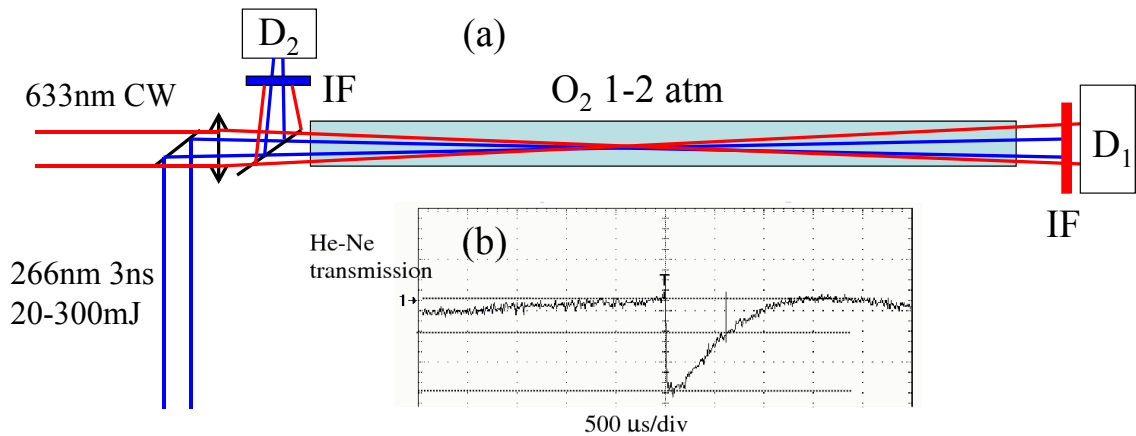 D₂
(a)
633nm CW
IF
O₂ 1-2 atm
D₁
IF
266nm 3ns
20-300mJ
He-Ne
transmission
(b)
T
1
500 µs/div